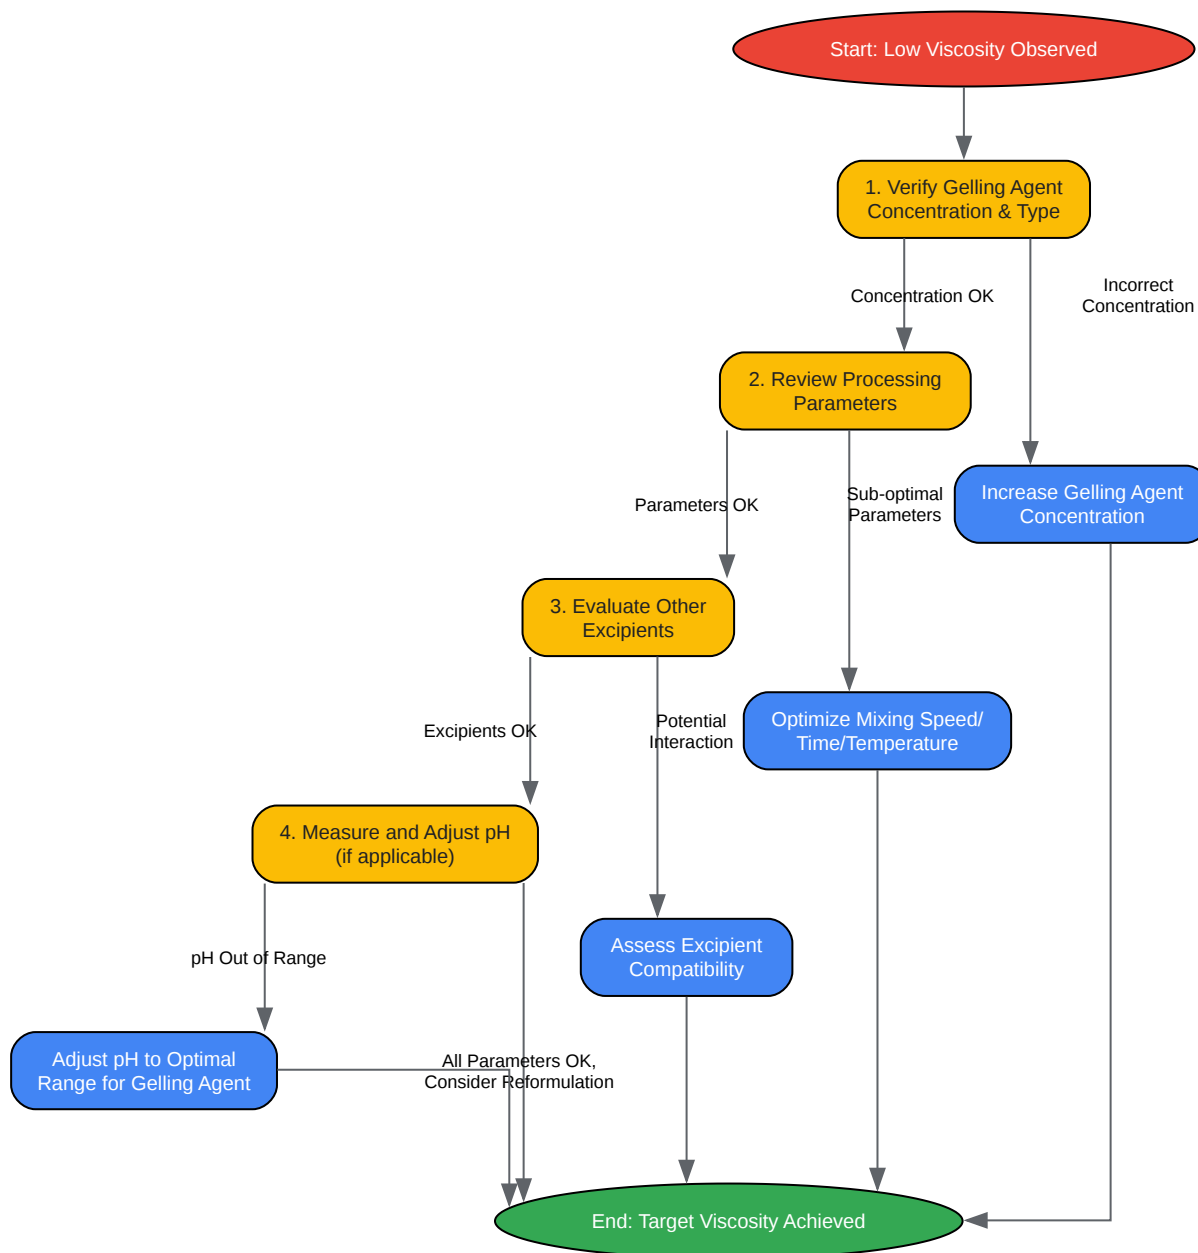 Start: Low Viscosity Observed
1. Verify Gelling Agent
Concentration & Type
Concentration OK
Incorrect
Concentration
2. Review Processing
Parameters
Parameters OK
Sub-optimal
Parameters
Increase Gelling Agent
Concentration
3. Evaluate Other
Excipients
Excipients OK
Potential
Interaction
Optimize Mixing Speed/
Time/Temperature
4. Measure and Adjust pH
(if applicable)
pH Out of Range
Assess Excipient
Compatibility
Adjust pH to Optimal
Range for Gelling Agent
All Parameters OK,
Consider Reformulation
End: Target Viscosity Achieved